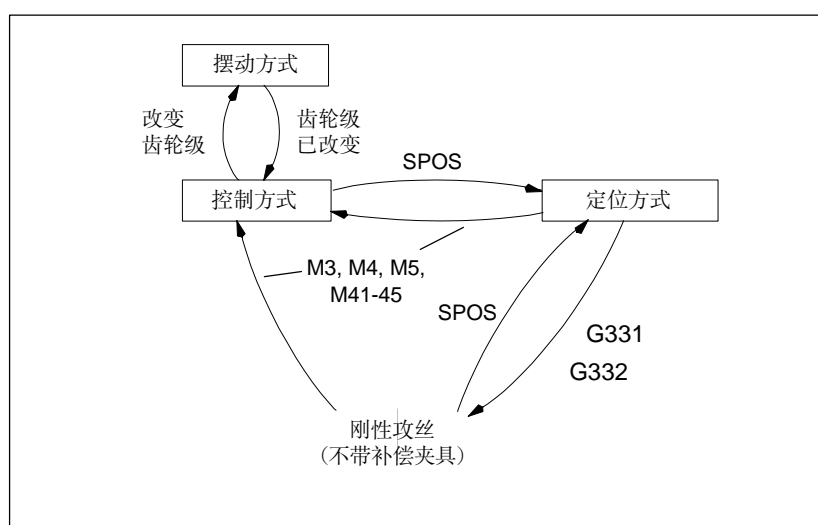 摆动方式
改变
齿轮级
齿轮级
已改变
SPOS
控制方式
定位方式
M3, M4, M5,
M41-45
SPOS
G331
G332
刚性攻丝
（不带补偿夹具）